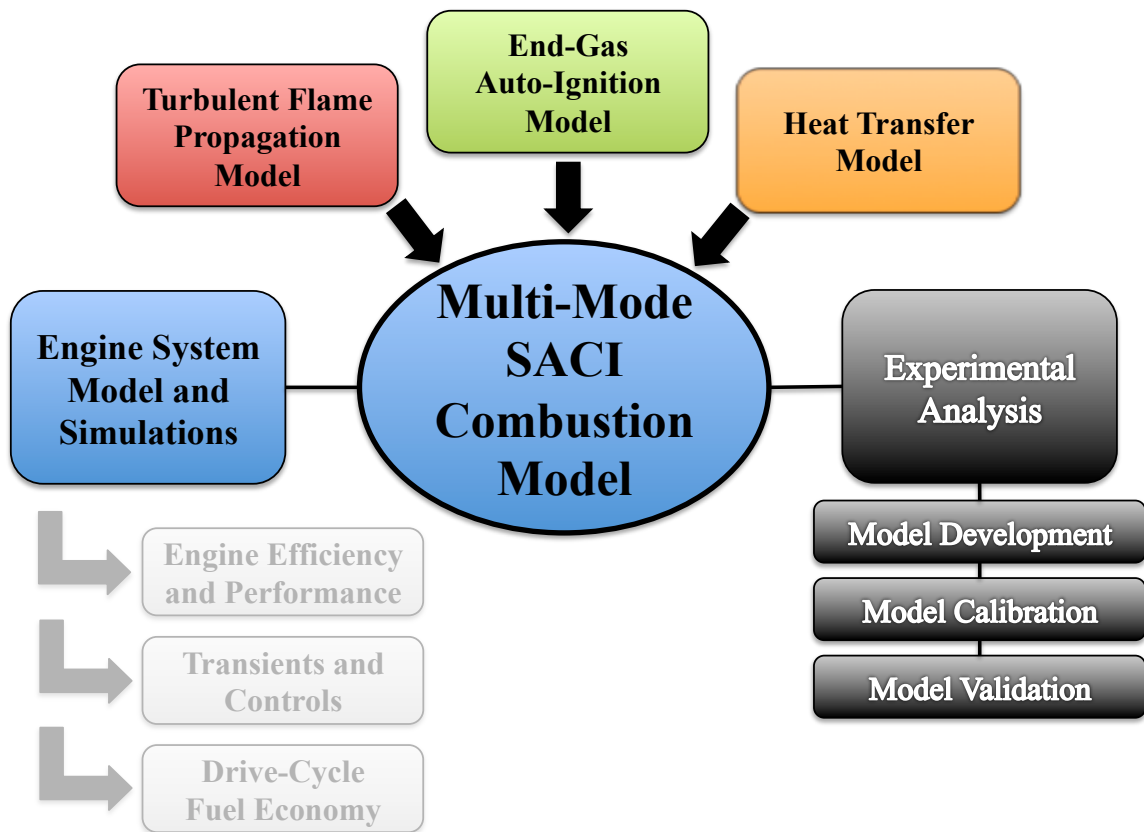 Turbulent Flame
Propagation
Model
End-Gas
Auto-Ignition
Model
Heat Transfer
Model
Multi-Mode
SACI
Combustion
Model
Engine System
Model and
Simulations
Engine Efficiency
and Performance
Transients and
Controls
Drive-Cycle
Fuel Economy
Experimental
Analysis
Model Development
Model Calibration
Model Validation